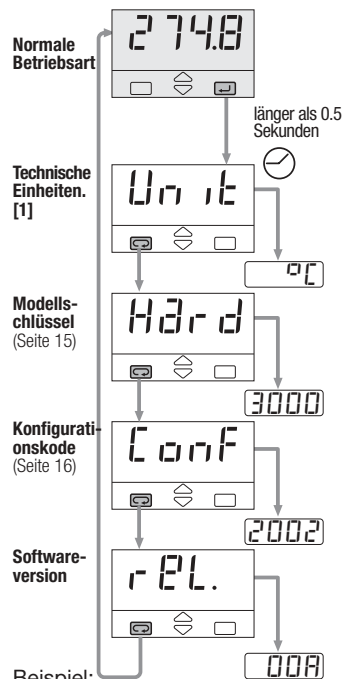 Normale
Betriebsart
274.8
länger als 0.5
Sekunden
Technische
Einheiten.
[1]
Unit
°C
Modells-
chlüssel
(Seite 15)
Hard
3000
Konfigurati-
onskode
(Seite 16)
ConF
2002
Software-
version
rEL.
00A
Beispiel: